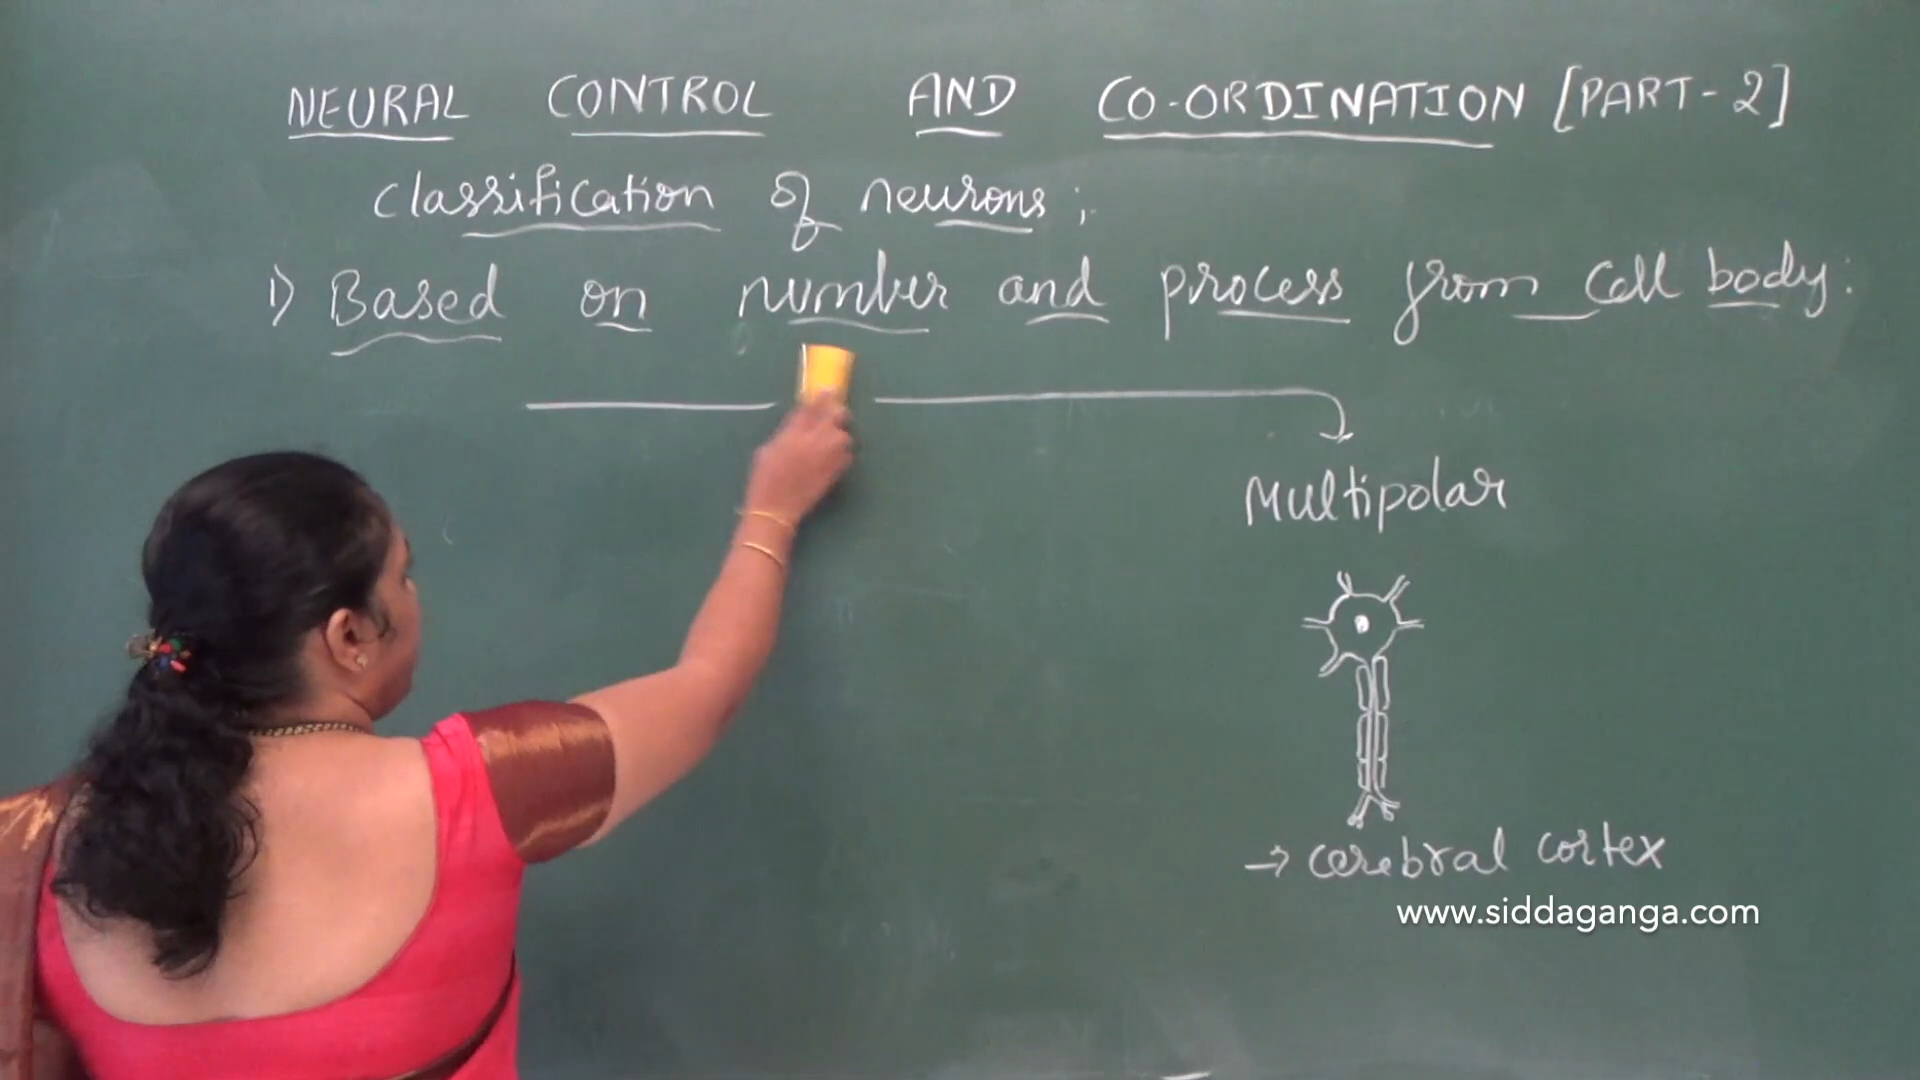 NEURAL CONTROL AND CO-ORDINATION [PART-2]
classification of neurons;
1) Based on number and process from cell body:
Multipolar
→ cerebral cortex
www.siddaganga.com